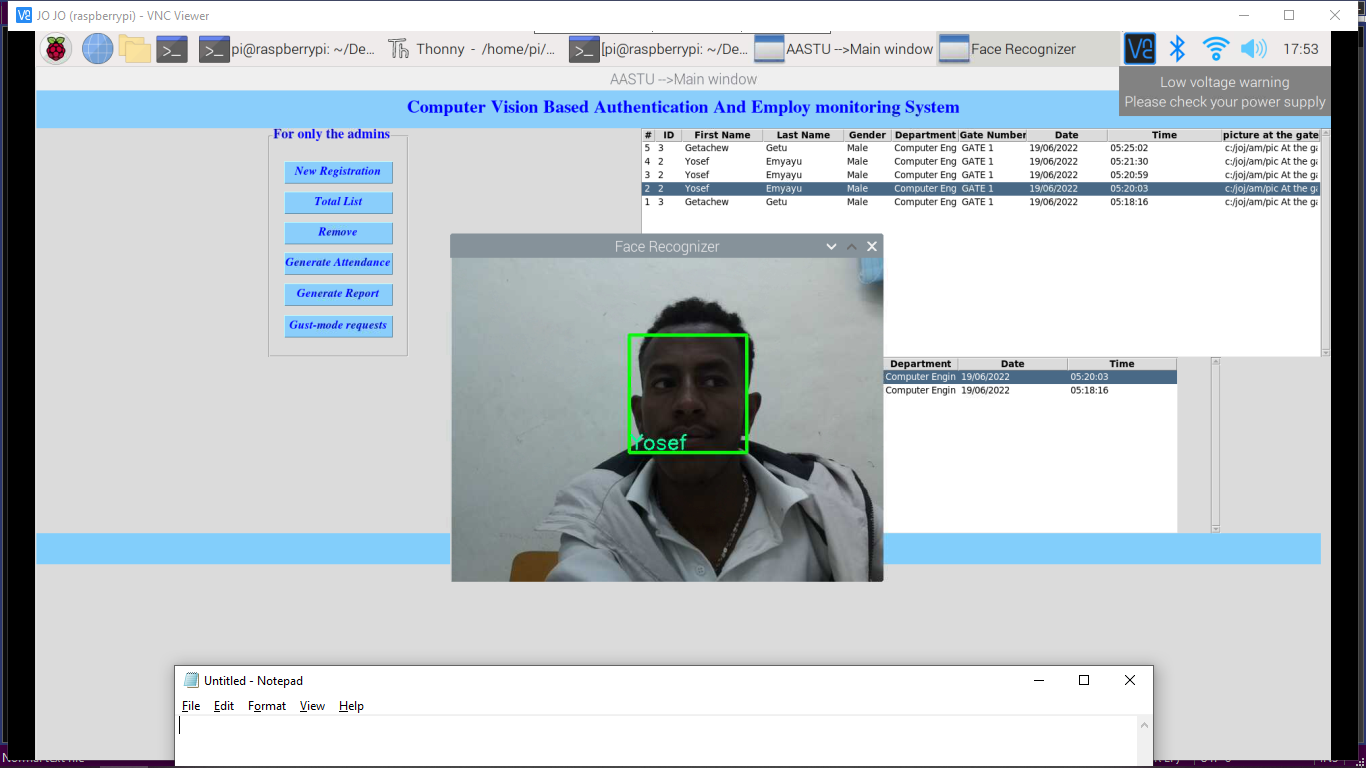 JO JO (raspberrypi) - VNC Viewer
pi@raspberrypi: ~/De... Thonny - /home/pi/... [pi@raspberrypi: ~/De... AASTU -->Main window Face Recognizer 17:53
AASTU -->Main window
Low voltage warning
Please check your power supply
Computer Vision Based Authentication And Employ monitoring System
For only the admins
New Registration
Total List
Remove
Generate Attendance
Generate Report
Gust-mode requests
# ID First Name Last Name Gender Department Gate Number Date Time picture at the gate
5 3 Getachew Getu Male Computer Eng GATE 1 19/06/2022 05:25:02 c:/joj/am/pic At the ga
4 2 Yosef Emyayu Male Computer Eng GATE 1 19/06/2022 05:21:30 c:/joj/am/pic At the ga
3 2 Yosef Emyayu Male Computer Eng GATE 1 19/06/2022 05:20:59 c:/joj/am/pic At the ga
2 2 Yosef Emyayu Male Computer Eng GATE 1 19/06/2022 05:20:03 c:/joj/am/pic At the ga
1 3 Getachew Getu Male Computer Eng GATE 1 19/06/2022 05:18:16 c:/joj/am/pic At the ga
Face Recognizer
Yosef
Department Date Time
Computer Engin 19/06/2022 05:20:03
Computer Engin 19/06/2022 05:18:16
Untitled - Notepad
File Edit Format View Help